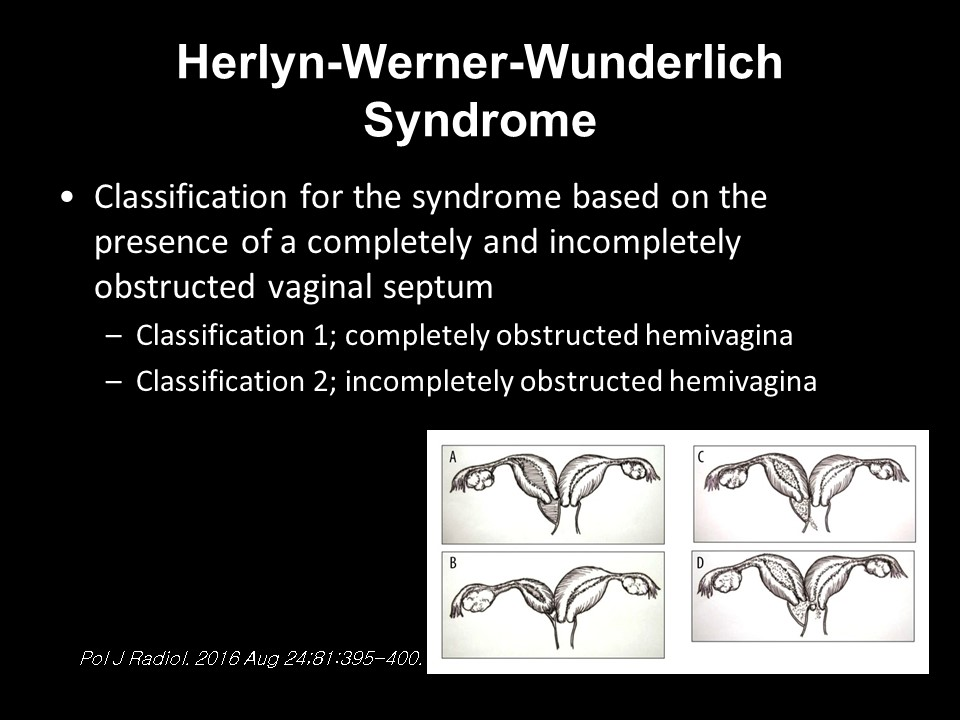 Herlyn-Werner-Wunderlich
Syndrome
• Classification for the syndrome based on the
presence of a completely and incompletely
obstructed vaginal septum
– Classification 1; completely obstructed hemivagina
– Classification 2; incompletely obstructed hemivagina
A
C
B
D
Pol J Radiol. 2016 Aug 24;81:395-400.